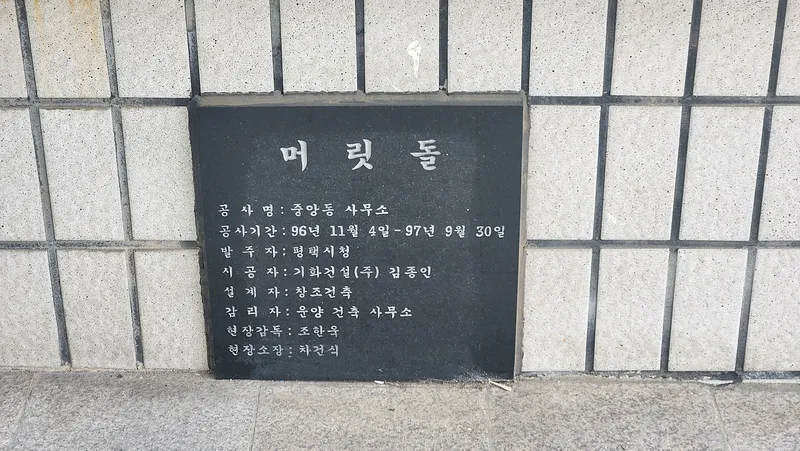 머 릿 돌
공 사 명 : 중앙동 사무소
공사기간 : 96년 11월 4일 - 97년 9월 30일
발 주 자 : 평택시청
시 공 자 : 기화건설(주) 김종인
설 계 자 : 창조건축
감 리 자 : 운양 건축 사무소
현장감독 : 조한욱
현장소장 : 차건식